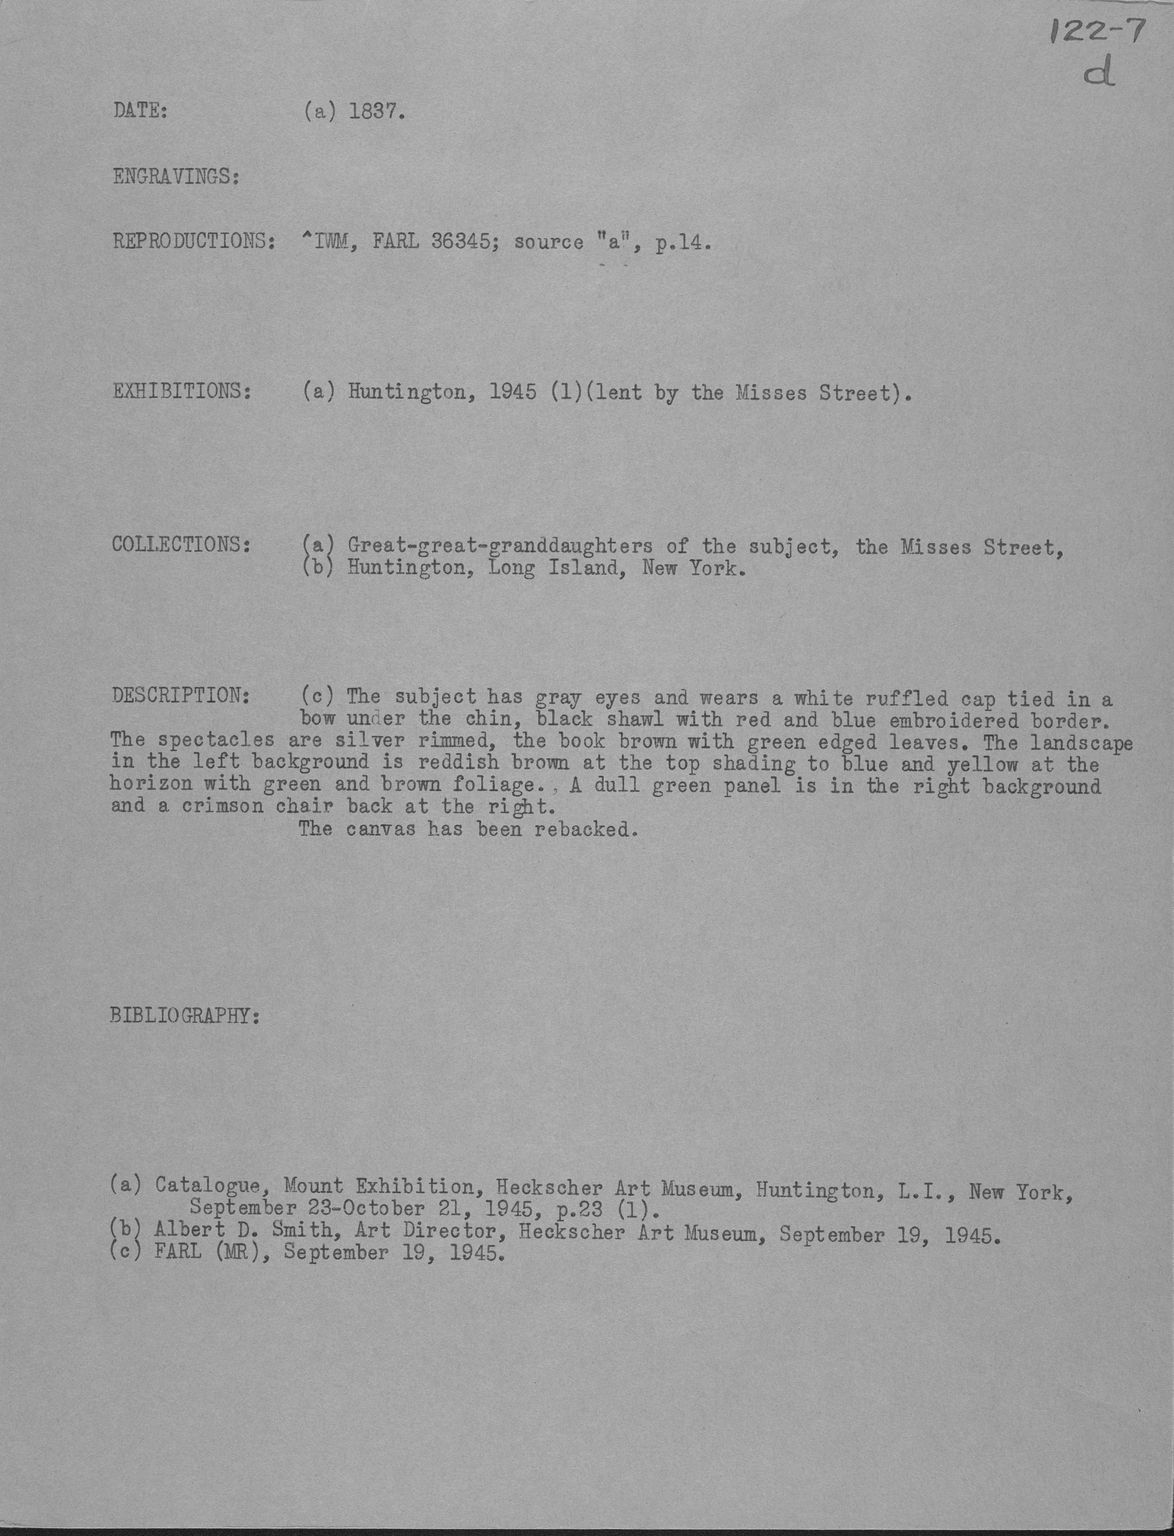 122-7
d
DATE: (a) 1837.
ENGRAVINGS:
REPRODUCTIONS: ^IWM, FARL 36345; source "a", p.14.
EXHIBITIONS: (a) Huntington, 1945 (1)(lent by the Misses Street).
COLLECTIONS: (a) Great-great-granddaughters of the subject, the Misses Street,
(b) Huntington, Long Island, New York.
DESCRIPTION: (c) The subject has gray eyes and wears a white ruffled cap tied in a
bow under the chin, black shawl with red and blue embroidered border.
The spectacles are silver rimmed, the book brown with green edged leaves. The landscape
in the left background is reddish brown at the top shading to blue and yellow at the
horizon with green and brown foliage. A dull green panel is in the right background
and a crimson chair back at the right.
The canvas has been rebacked.
BIBLIOGRAPHY:
(a) Catalogue, Mount Exhibition, Heckscher Art Museum, Huntington, L.I., New York,
September 23-October 21, 1945, p.23 (1).
(b) Albert D. Smith, Art Director, Heckscher Art Museum, September 19, 1945.
(c) FARL (MR), September 19, 1945.